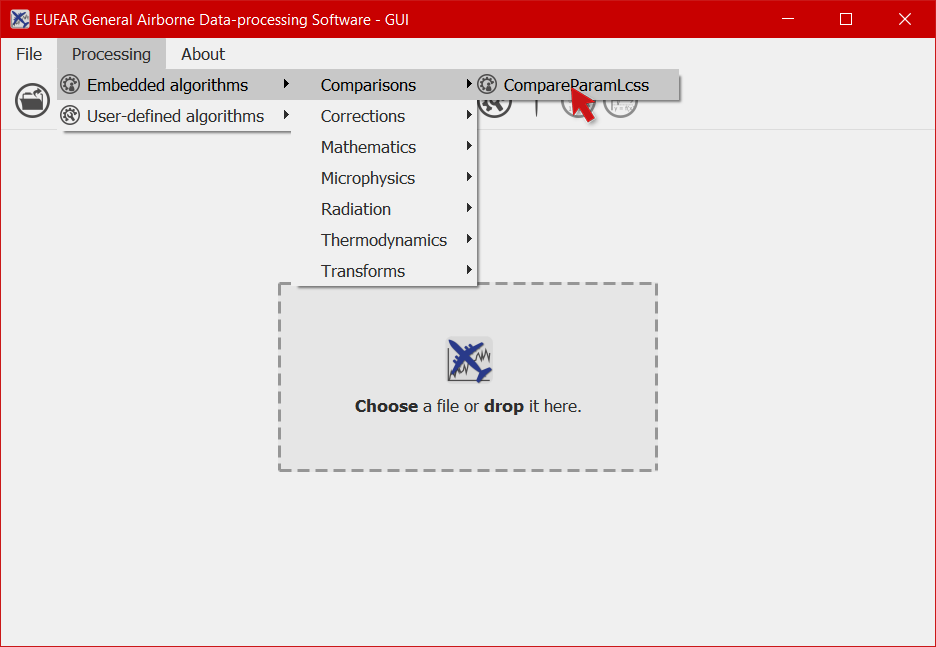 EUFAR General Airborne Data-processing Software - GUI
File Processing About
Embedded algorithms
User-defined algorithms
Comparisons
Corrections
Mathematics
Microphysics
Radiation
Thermodynamics
Transforms
CompareParamLcss
Choose a file or drop it here.